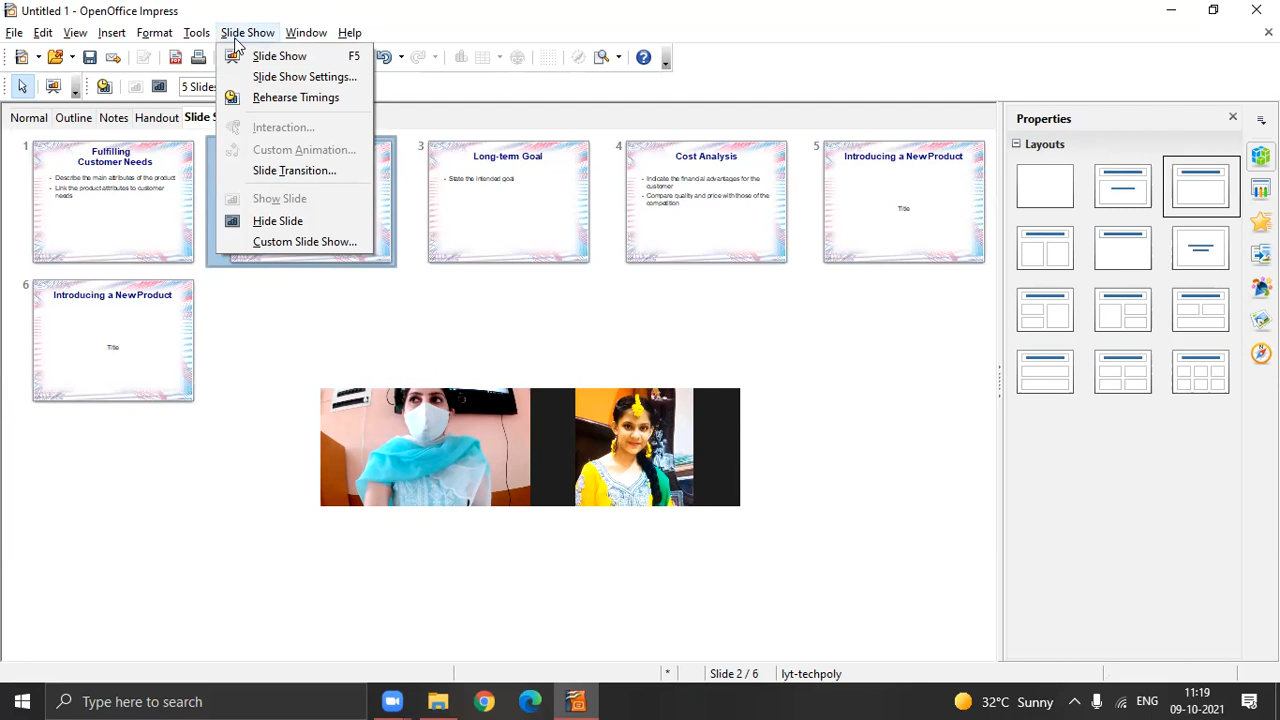 Untitled 1 - OpenOffice Impress
File Edit View Insert Format Tools Slide Show Window Help
Slide Show F5
Slide Show Settings...
Rehearse Timings
Interaction...
Custom Animation...
Slide Transition...
Show Slide
Hide Slide
Custom Slide Show...
5 Slides
Normal Outline Notes Handout Slide S
1
Fulfilling
Customer Needs
- Describe the main attributes of the product
- Link the product attributes to customer
needs
3
Long-term Goal
- State the intended goal
4
Cost Analysis
- Indicate the financial advantages for the
customer
- Compare quality and price with those of the
competition
5
Introducing a New Product
Title
6
Introducing a New Product
Title
Properties
Layouts
Slide 2 / 6
lyt-techpoly
Type here to search
32°C Sunny
ENG
11:19
09-10-2021